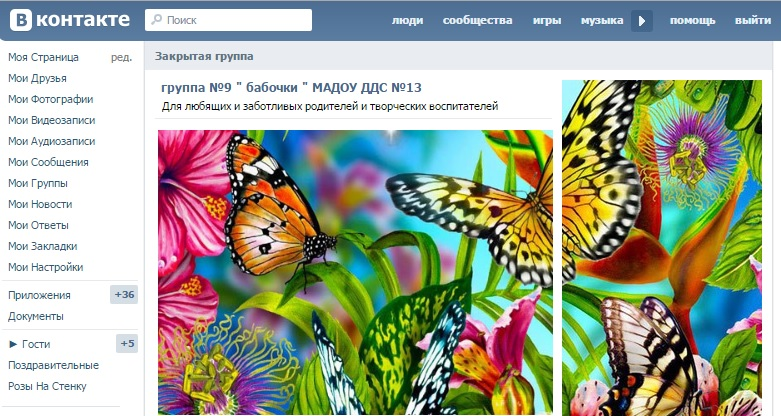 В контакте
Поиск
люди сообщества игры музыка помощь выйти
Моя Страница ред.
Мои Друзья
Мои Фотографии
Мои Видеозаписи
Мои Аудиозаписи
Мои Сообщения
Мои Группы
Мои Новости
Мои Ответы
Мои Закладки
Мои Настройки
Приложения +36
Документы
► Гости +5
Поздравительные
Розы На Стенку
Закрытая группа
группа №9 " бабочки " МАДОУ ДДС №13
Для любящих и заботливых родителей и творческих воспитателей